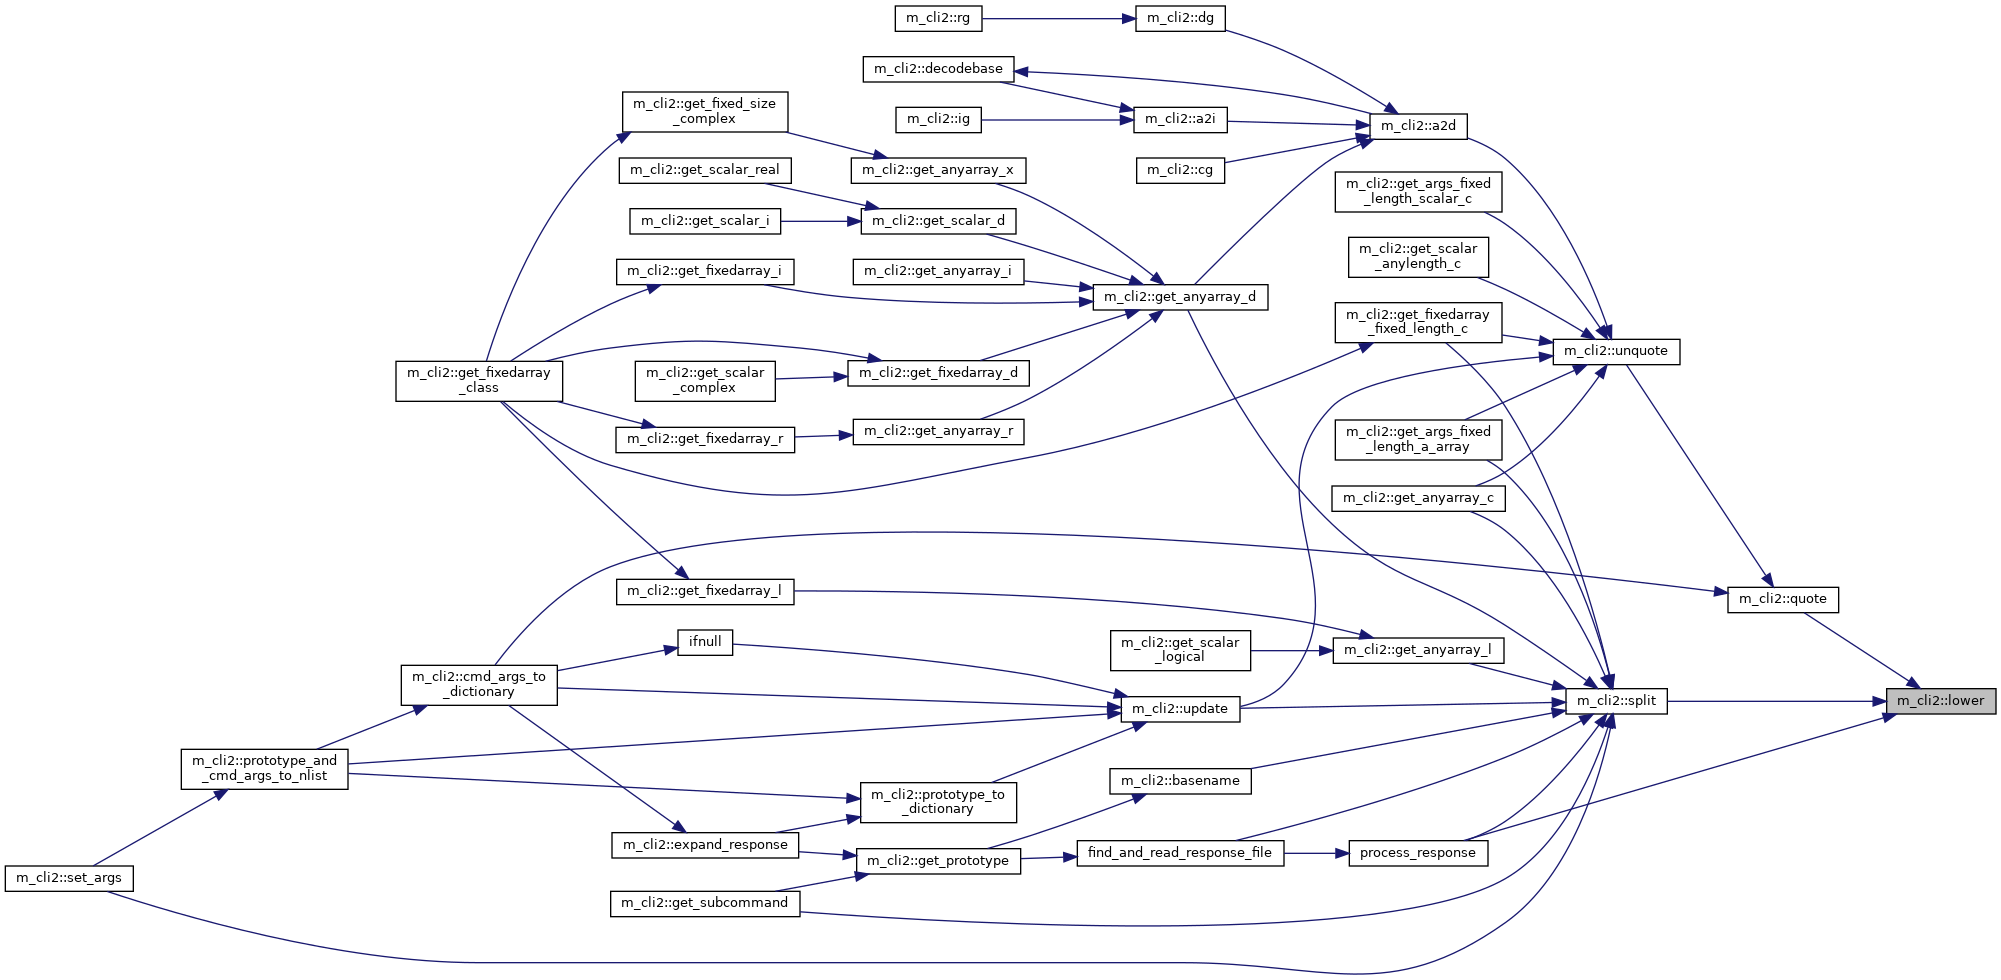 m_cli2::rg
m_cli2::dg
m_cli2::decodebase
m_cli2::get_fixed_size
_complex
m_cli2::ig
m_cli2::a2i
m_cli2::a2d
m_cli2::get_scalar_real
m_cli2::get_anyarray_x
m_cli2::cg
m_cli2::get_args_fixed
_length_scalar_c
m_cli2::get_scalar_i
m_cli2::get_scalar_d
m_cli2::get_scalar
_anylength_c
m_cli2::get_fixedarray_i
m_cli2::get_anyarray_i
m_cli2::get_anyarray_d
m_cli2::get_fixedarray
_fixed_length_c
m_cli2::unquote
m_cli2::get_fixedarray
_class
m_cli2::get_scalar
_complex
m_cli2::get_fixedarray_d
m_cli2::get_fixedarray_r
m_cli2::get_anyarray_r
m_cli2::get_args_fixed
_length_a_array
m_cli2::get_anyarray_c
m_cli2::get_fixedarray_l
m_cli2::quote
ifnull
m_cli2::get_scalar
_logical
m_cli2::get_anyarray_l
m_cli2::cmd_args_to
_dictionary
m_cli2::update
m_cli2::split
m_cli2::lower
m_cli2::prototype_and
_cmd_args_to_nlist
m_cli2::basename
m_cli2::prototype_to
_dictionary
m_cli2::expand_response
m_cli2::get_prototype
find_and_read_response_file
process_response
m_cli2::set_args
m_cli2::get_subcommand